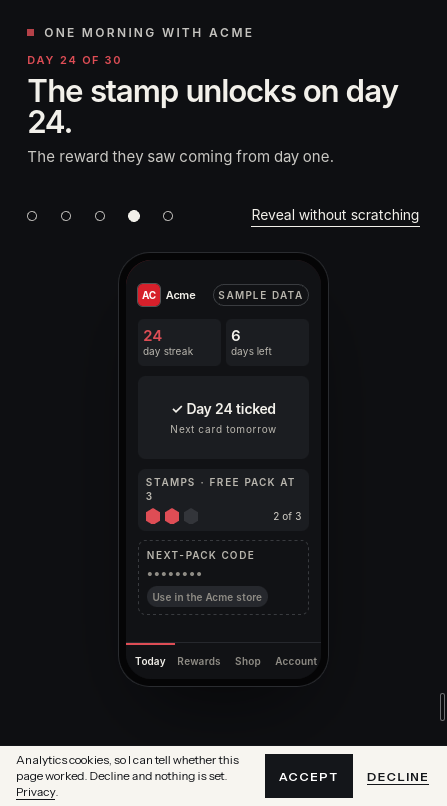 ONE MORNING WITH ACME
DAY 24 OF 30
The stamp unlocks on day
24.
The reward they saw coming from day one.
Reveal without scratching
AC Acme SAMPLE DATA
24
day streak
6
days left
✓ Day 24 ticked
Next card tomorrow
STAMPS · FREE PACK AT
3
2 of 3
NEXT-PACK CODE
••••••••
Use in the Acme store
Today Rewards Shop Account
Analytics cookies, so I can tell whether this
page worked. Decline and nothing is set.
Privacy.
ACCEPT
DECLINE